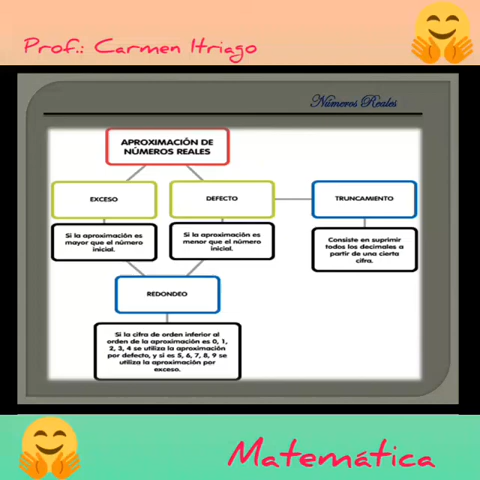 Prof.: Carmen Itriago
Números Reales
APROXIMACIÓN DE
NÚMEROS REALES
EXCESO
DEFECTO
TRUNCAMIENTO
Si la aproximación es
mayor que el número
inicial.
Si la aproximación es
menor que el número
inicial.
Consiste en suprimir
todos los decimales a
partir de una cierta
cifra.
REDONDEO
Si la cifra de orden inferior al
orden de la aproximación es 0, 1,
2, 3, 4 se utiliza la aproximación
por defecto, y si es 5, 6, 7, 8, 9 se
utiliza la aproximación por
exceso.
Matemática